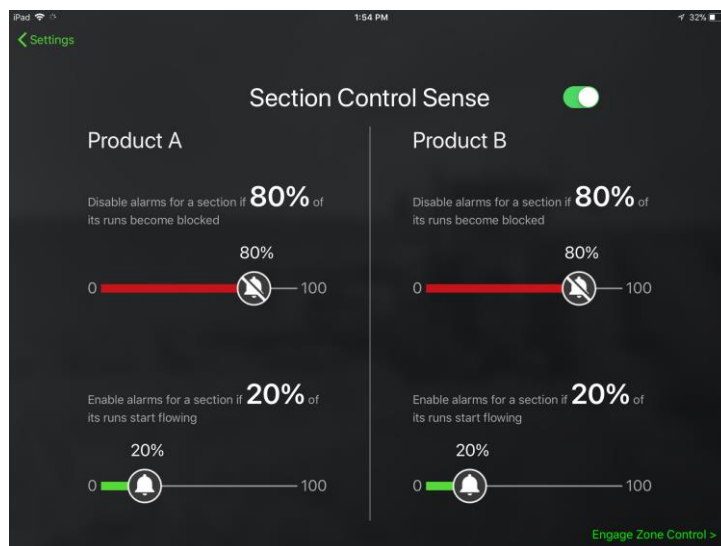 iPad 1:54 PM 32%
Settings
Section Control Sense
Product A
Disable alarms for a section if 80% of
its runs become blocked
80%
0 100
Enable alarms for a section if 20% of
its runs start flowing
20%
0 100
Product B
Disable alarms for a section if 80% of
its runs become blocked
80%
0 100
Enable alarms for a section if 20% of
its runs start flowing
20%
0 100
Engage Zone Control >